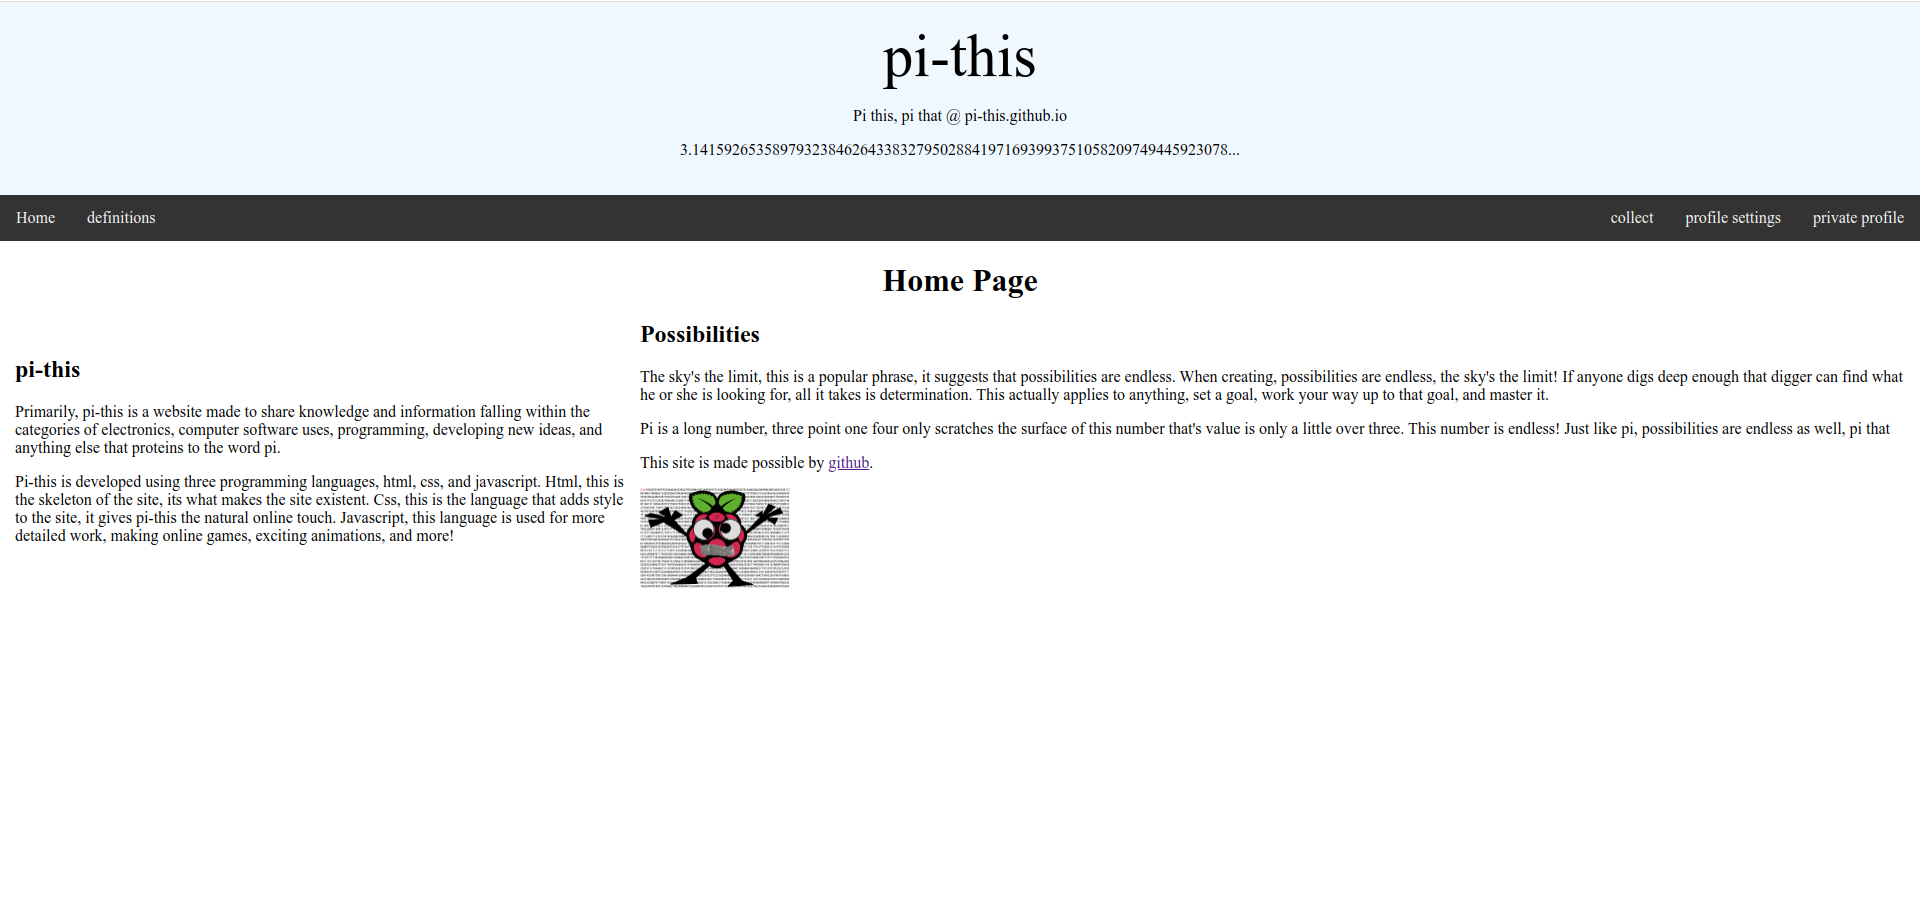 pi-this
Pi this, pi that @ pi-this.github.io
3.14159265358979323846264338327950288419716939937510582097494459230​78...
Home definitions collect profile settings private profile
Home Page
pi-this
Primarily, pi-this is a website made to share knowledge and information falling within the
categories of electronics, computer software uses, programming, developing new ideas, and
anything else that proteins to the word pi.
Pi-this is developed using three programming languages, html, css, and javascript. Html, this is
the skeleton of the site, its what makes the site existent. Css, this is the language that adds style
to the site, it gives pi-this the natural online touch. Javascript, this language is used for more
detailed work, making online games, exciting animations, and more!
Possibilities
The sky's the limit, this is a popular phrase, it suggests that possibilities are endless. When creating, possibilities are endless, the sky's the limit! If anyone digs deep enough that digger can find what
he or she is looking for, all it takes is determination. This actually applies to anything, set a goal, work your way up to that goal, and master it.
Pi is a long number, three point one four only scratches the surface of this number that's value is only a little over three. This number is endless! Just like pi, possibilities are endless as well, pi that
This site is made possible by github.